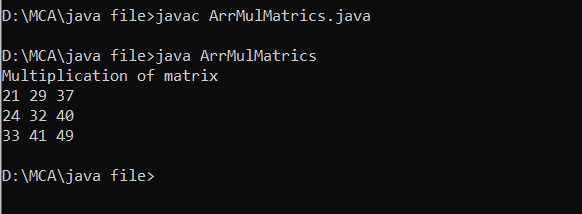 D:\MCA\java file>javac ArrMulMatrics.java
D:\MCA\java file>java ArrMulMatrics
Multiplication of matrix
21 29 37
24 32 40
33 41 49
D:\MCA\java file>